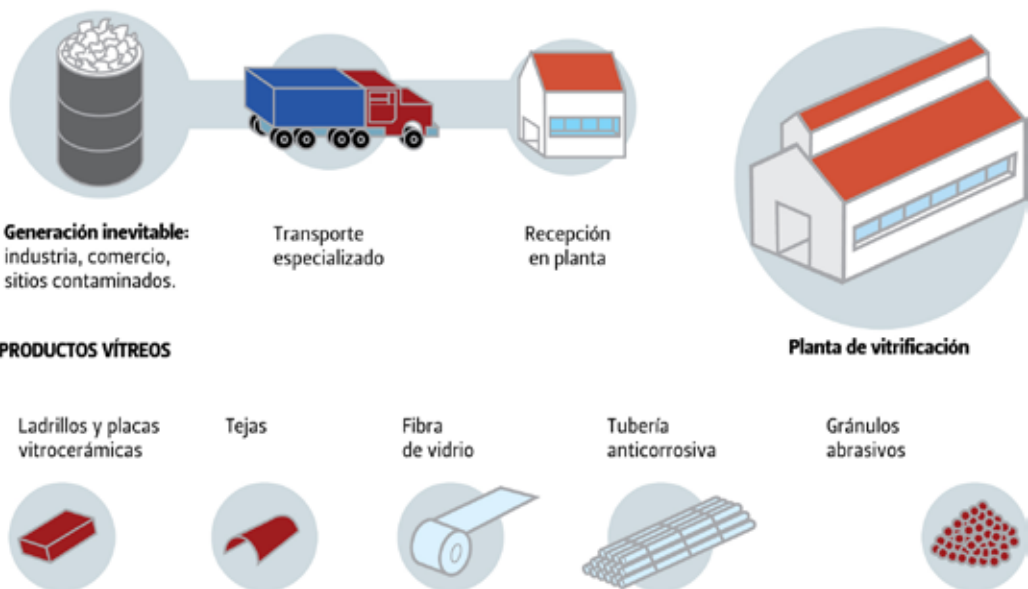 Generación inevitable:
industria, comercio,
sitios contaminados.
Transporte
especializado
Recepción
en planta
Planta de vitrificación
PRODUCTOS VÍTREOS
Ladrillos y placas
vitrocerámicas
Tejas
Fibra
de vidrio
Tubería
anticorrosiva
Gránulos
abrasivos